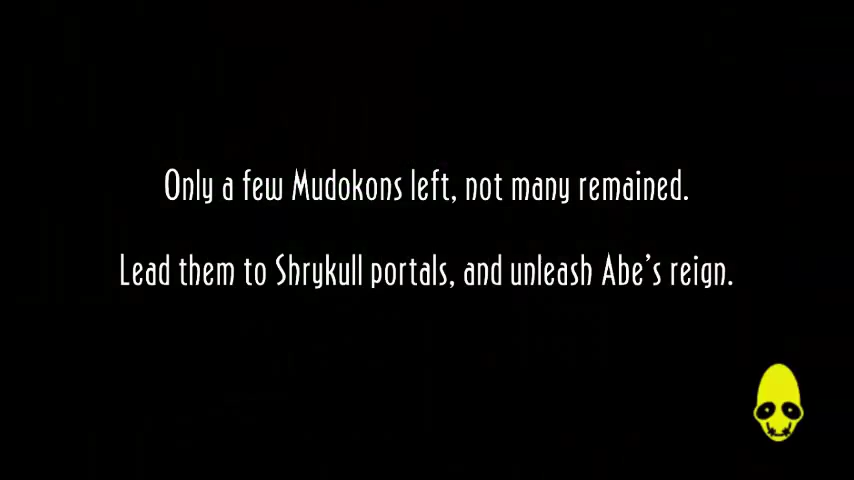 Only a few Mudokons left, not many remained.
Lead them to Shrykull portals, and unleash Abe’s reign.